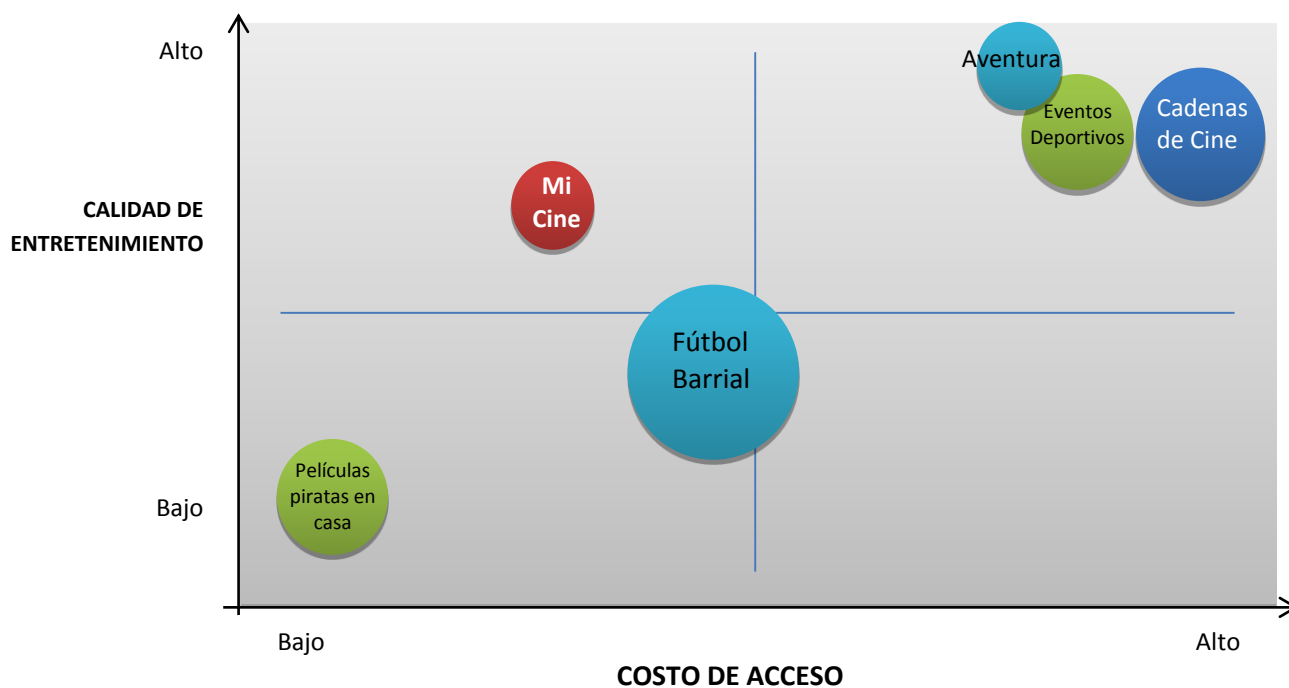 Alto
Aventura
Eventos
Deportivos
Cadenas
de Cine
Mi
Cine
CALIDAD DE
ENTRETENIMIENTO
Fútbol
Barrial
Películas
piratas en
casa
Bajo
Bajo
Alto
COSTO DE ACCESO